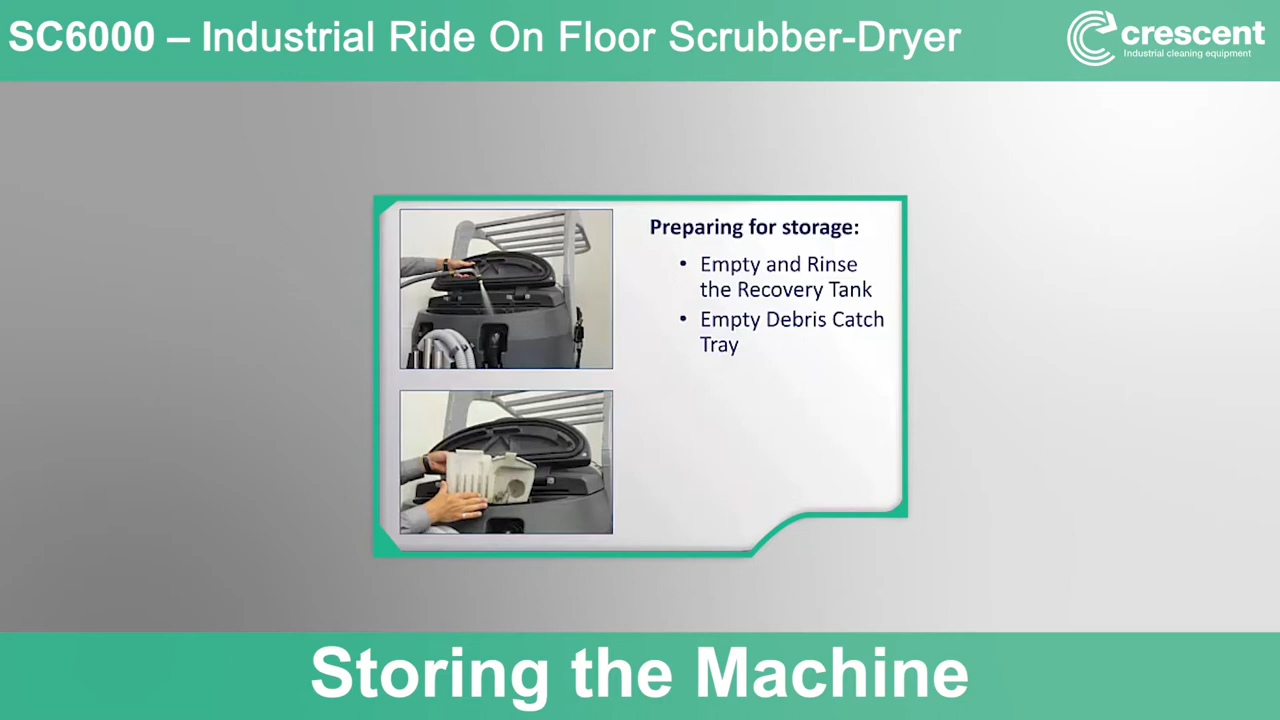 SC6000 – Industrial Ride On Floor Scrubber-Dryer
crescent
Industrial cleaning equipment
Preparing for storage:
• Empty and Rinse
the Recovery Tank
• Empty Debris Catch
Tray
Storing the Machine